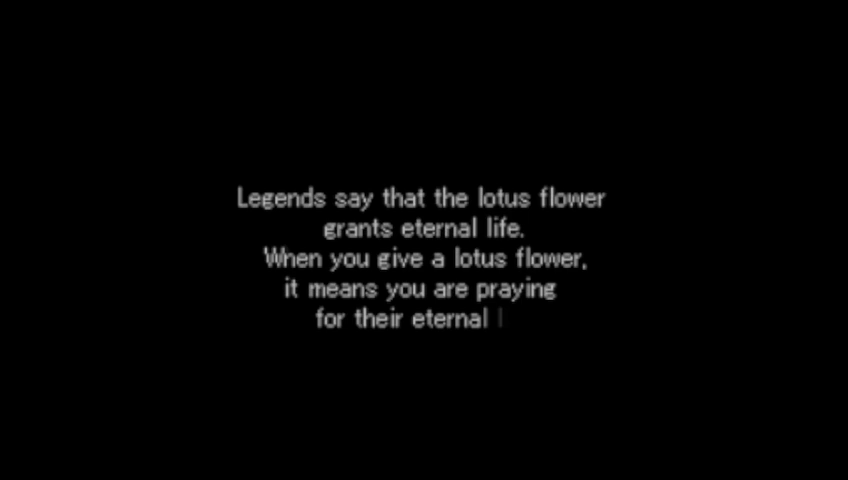 Legends say that the lotus flower
grants eternal life.
When you give a lotus flower,
it means you are praying
for their eternal